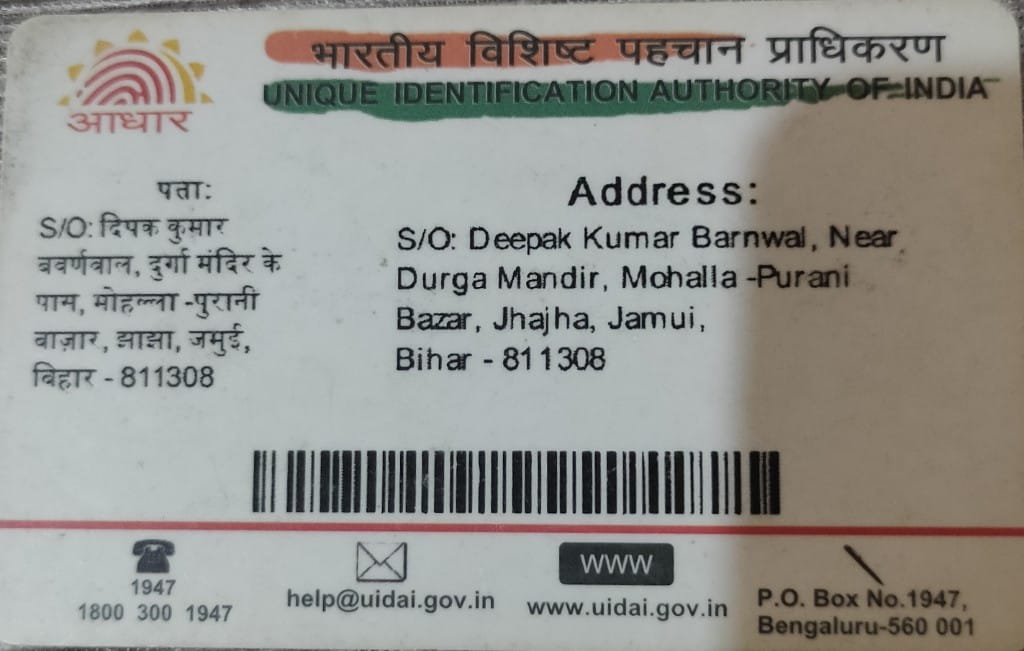 भारतीय विशिष्ट पहचान प्राधिकरण
UNIQUE IDENTIFICATION AUTHORITY OF INDIA
आधार
पता:
S/O: दिपक कुमार
बवर्णवाल, दुर्गा मंदिर के
पास, मोहल्ला -पुरानी
बाज़ार, झाझा, जमुई,
बिहार - 811308
Address:
S/O: Deepak Kumar Barnwal, Near
Durga Mandir, Mohalla -Purani
Bazar, Jhajha, Jamui,
Bihar - 811308
1947
1800 300 1947
help@uidai.gov.in
WWW
www.uidai.gov.in
P.O. Box No.1947,
Bengaluru-560 001